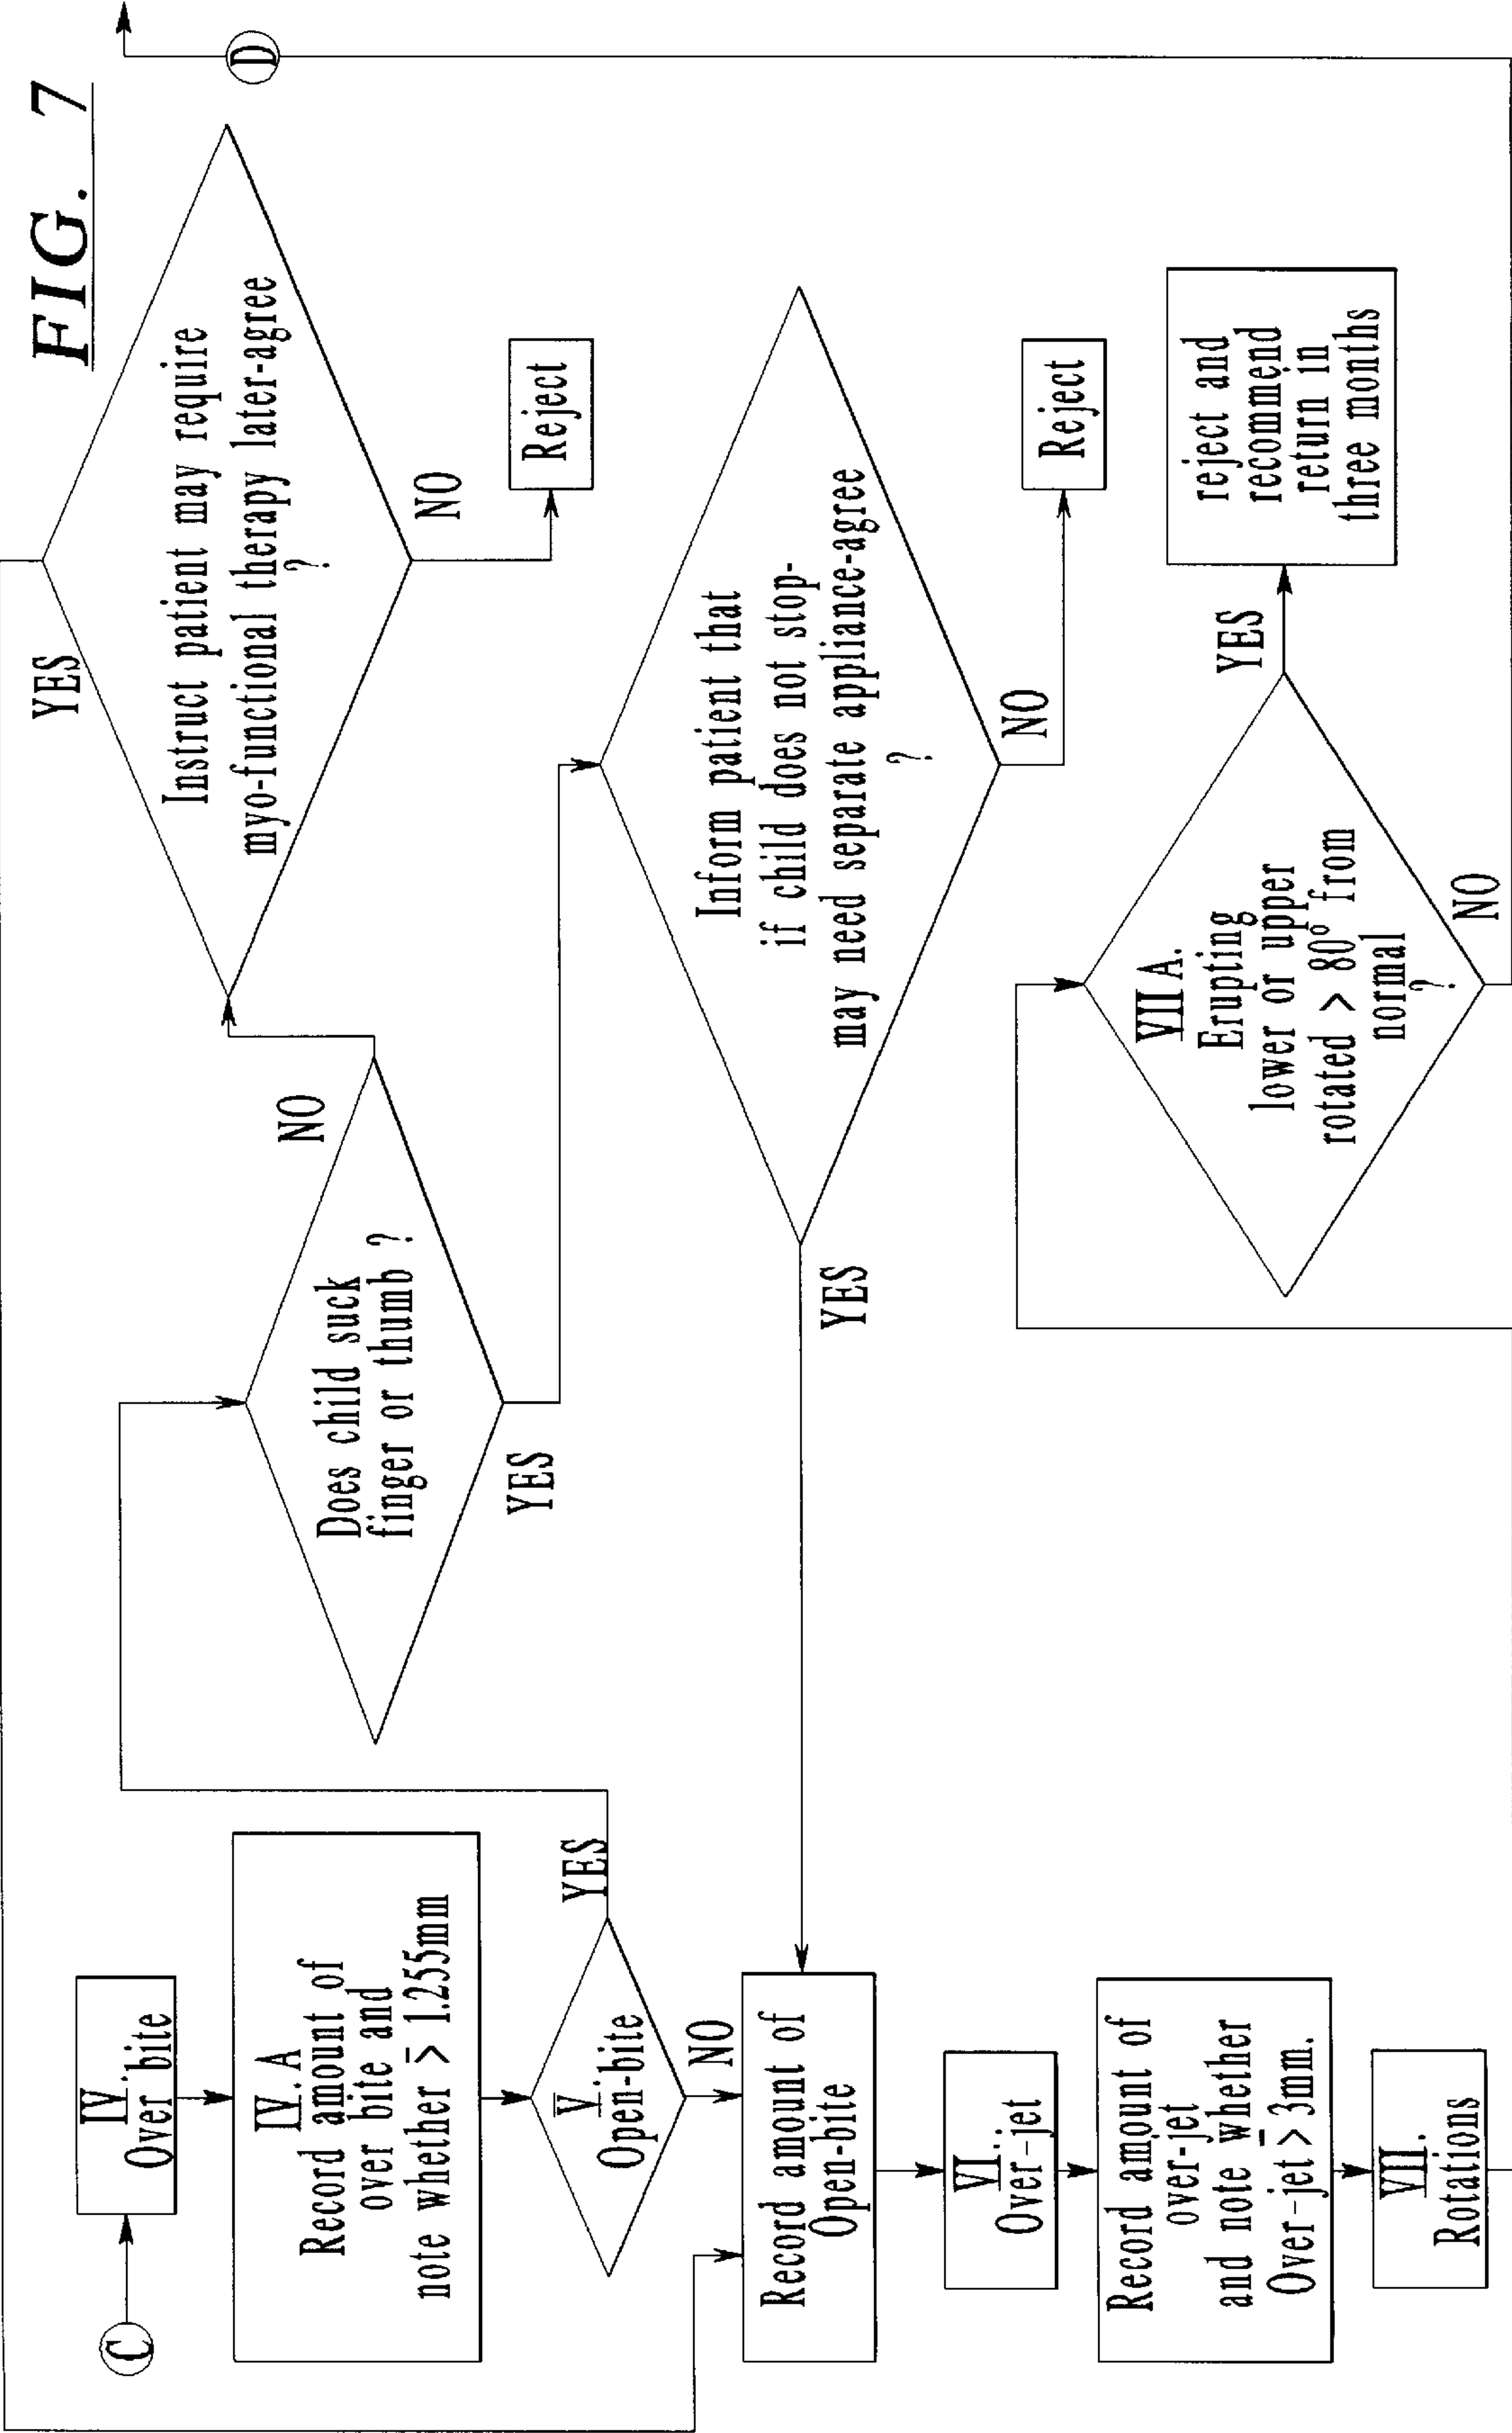 FIG. 7
C
IV.
Over bite
IV. A
Record amount of
over bite and
note whether ≥ 1.255mm
V.
Open-bite
YES
NO
Does child suck
finger or thumb ?
NO
YES
Instruct patient may require
myo-functional therapy later-agree
?
YES
NO
Reject
Inform patient that
if child does not stop-
may need separate appliance-agree
?
YES
NO
Reject
Record amount of
Open-bite
VI.
Over-jet
Record amount of
over-jet
and note whether
Over-jet ≥ 3mm.
VII.
Rotations
VII A.
Erupting
lower or upper
rotated > 80° from
normal
?
YES
NO
reject and
recommend
return in
three months
D